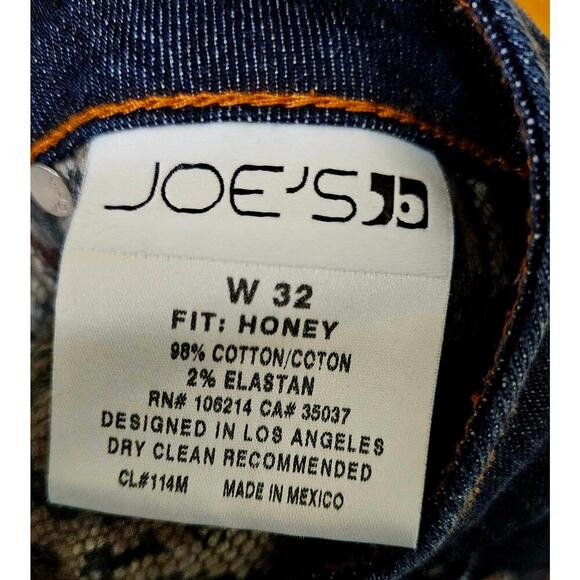 JOE'S
W 32
FIT: HONEY
98% COTTON/COTON
2% ELASTAN
RN# 106214 CA# 35037
DESIGNED IN LOS ANGELES
DRY CLEAN RECOMMENDED
CL#114M MADE IN MEXICO